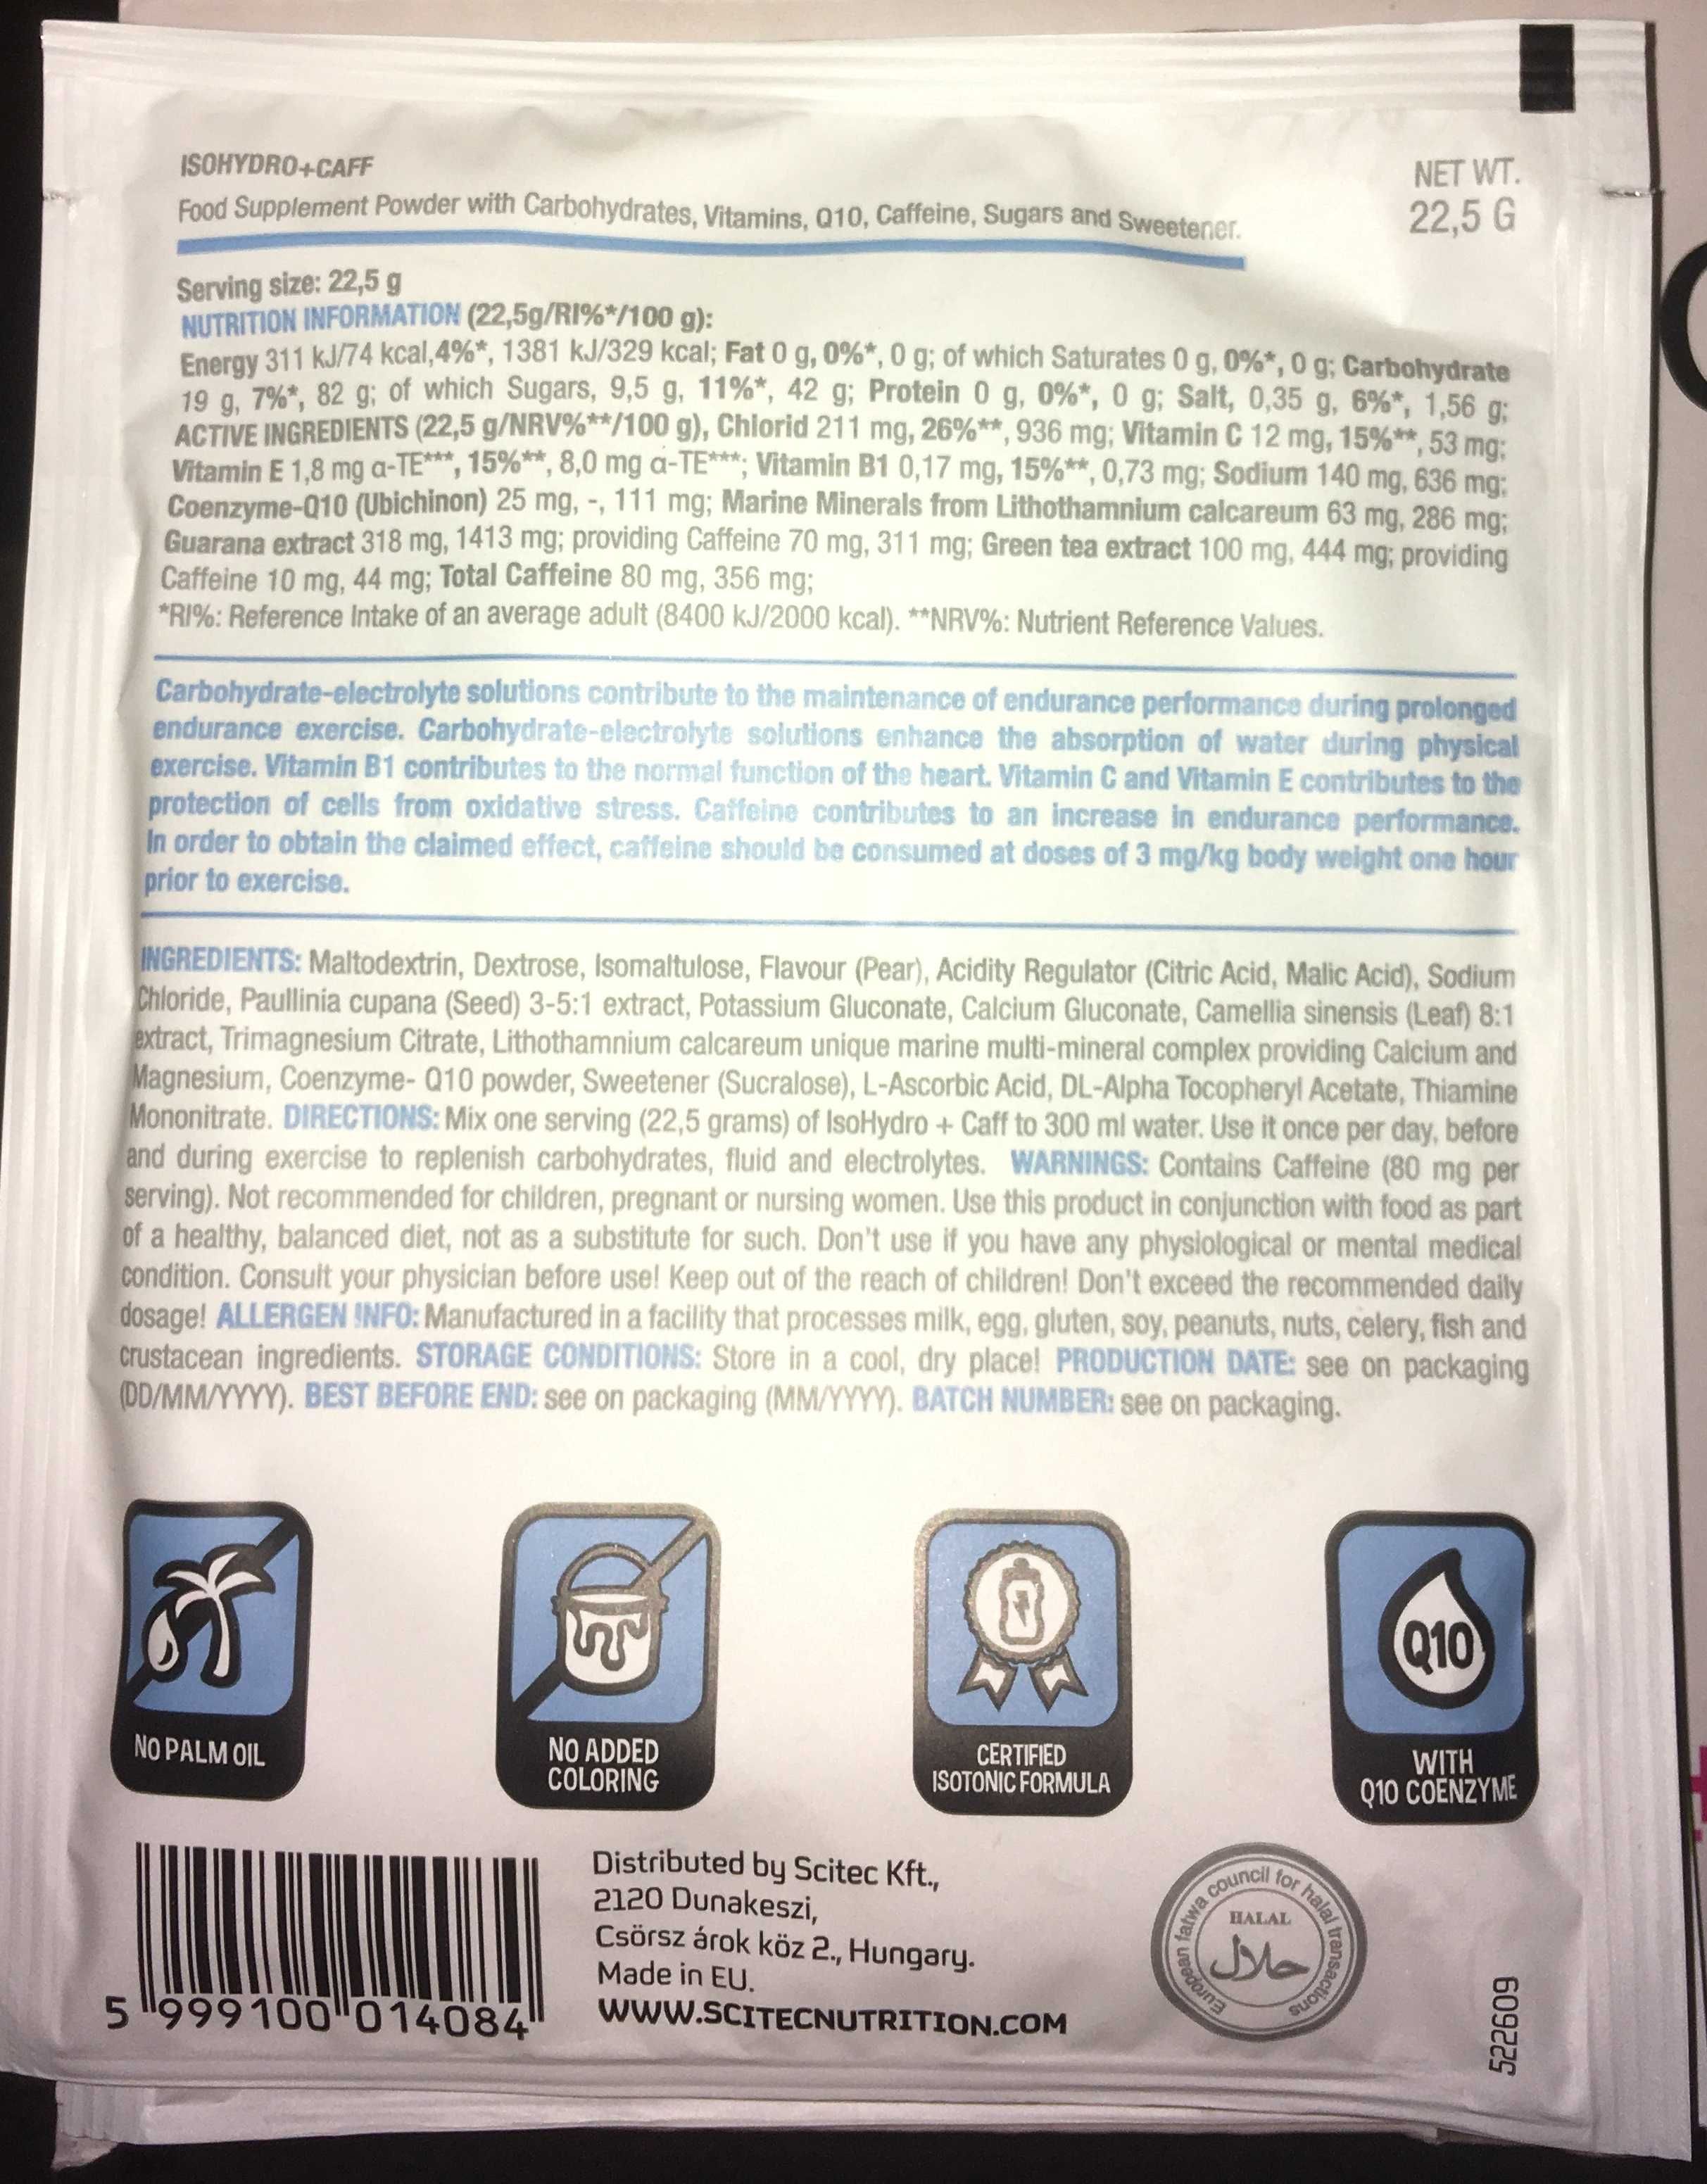 ISOHYDRO+CAFF
Food Supplement Powder with Carbohydrates, Vitamins, Q10, Caffeine, Sugars and Sweetener.
NET WT.
22,5 G
Serving size: 22,5 g
NUTRITION INFORMATION (22,5g/RI%*/100 g):
Energy 311 kJ/74 kcal,4%*, 1381 kJ/329 kcal; Fat 0 g, 0%*, 0 g; of which Saturates 0 g, 0%*, 0 g; Carbohydrate
19 g, 7%*, 82 g; of which Sugars, 9,5 g, 11%*, 42 g; Protein 0 g, 0%*, 0 g; Salt, 0,35 g, 6%*, 1,56 g;
ACTIVE INGREDIENTS (22,5 g/NRV%**/100 g), Chlorid 211 mg, 26%**, 936 mg; Vitamin C 12 mg, 15%**, 53 mg;
Vitamin E 1,8 mg α-TE***, 15%**, 8,0 mg α-TE***; Vitamin B1 0,17 mg, 15%**, 0,73 mg; Sodium 140 mg, 636 mg;
Coenzyme-Q10 (Ubichinon) 25 mg, -, 111 mg; Marine Minerals from Lithothamnium calcareum 63 mg, 286 mg;
Guarana extract 318 mg, 1413 mg; providing Caffeine 70 mg, 311 mg; Green tea extract 100 mg, 444 mg; providing
Caffeine 10 mg, 44 mg; Total Caffeine 80 mg, 356 mg;
*RI%: Reference Intake of an average adult (8400 kJ/2000 kcal). **NRV%: Nutrient Reference Values.
Carbohydrate-electrolyte solutions contribute to the maintenance of endurance performance during prolonged
endurance exercise. Carbohydrate-electrolyte solutions enhance the absorption of water during physical
exercise. Vitamin B1 contributes to the normal function of the heart. Vitamin C and Vitamin E contributes to the
protection of cells from oxidative stress. Caffeine contributes to an increase in endurance performance.
In order to obtain the claimed effect, caffeine should be consumed at doses of 3 mg/kg body weight one hour
prior to exercise.
INGREDIENTS: Maltodextrin, Dextrose, Isomaltulose, Flavour (Pear), Acidity Regulator (Citric Acid, Malic Acid), Sodium
Chloride, Paullinia cupana (Seed) 3-5:1 extract, Potassium Gluconate, Calcium Gluconate, Camellia sinensis (Leaf) 8:1
extract, Trimagnesium Citrate, Lithothamnium calcareum unique marine multi-mineral complex providing Calcium and
Magnesium, Coenzyme- Q10 powder, Sweetener (Sucralose), L-Ascorbic Acid, DL-Alpha Tocopheryl Acetate, Thiamine
Mononitrate. DIRECTIONS: Mix one serving (22,5 grams) of IsoHydro + Caff to 300 ml water. Use it once per day, before
and during exercise to replenish carbohydrates, fluid and electrolytes. WARNINGS: Contains Caffeine (80 mg per
serving). Not recommended for children, pregnant or nursing women. Use this product in conjunction with food as part
of a healthy, balanced diet, not as a substitute for such. Don't use if you have any physiological or mental medical
condition. Consult your physician before use! Keep out of the reach of children! Don't exceed the recommended daily
dosage! ALLERGEN INFO: Manufactured in a facility that processes milk, egg, gluten, soy, peanuts, nuts, celery, fish and
crustacean ingredients. STORAGE CONDITIONS: Store in a cool, dry place! PRODUCTION DATE: see on packaging
(DD/MM/YYYY). BEST BEFORE END: see on packaging (MM/YYYY). BATCH NUMBER: see on packaging.
NO PALM OIL
NO ADDED
COLORING
CERTIFIED
ISOTONIC FORMULA
Q10
WITH
Q10 COENZYME
5 999100 014084
Distributed by Scitec Kft.,
2120 Dunakeszi,
Csörsz árok köz 2., Hungary.
Made in EU.
WWW.SCITECNUTRITION.COM
European fatwa council for halal transactions
HALAL
حلال
522609